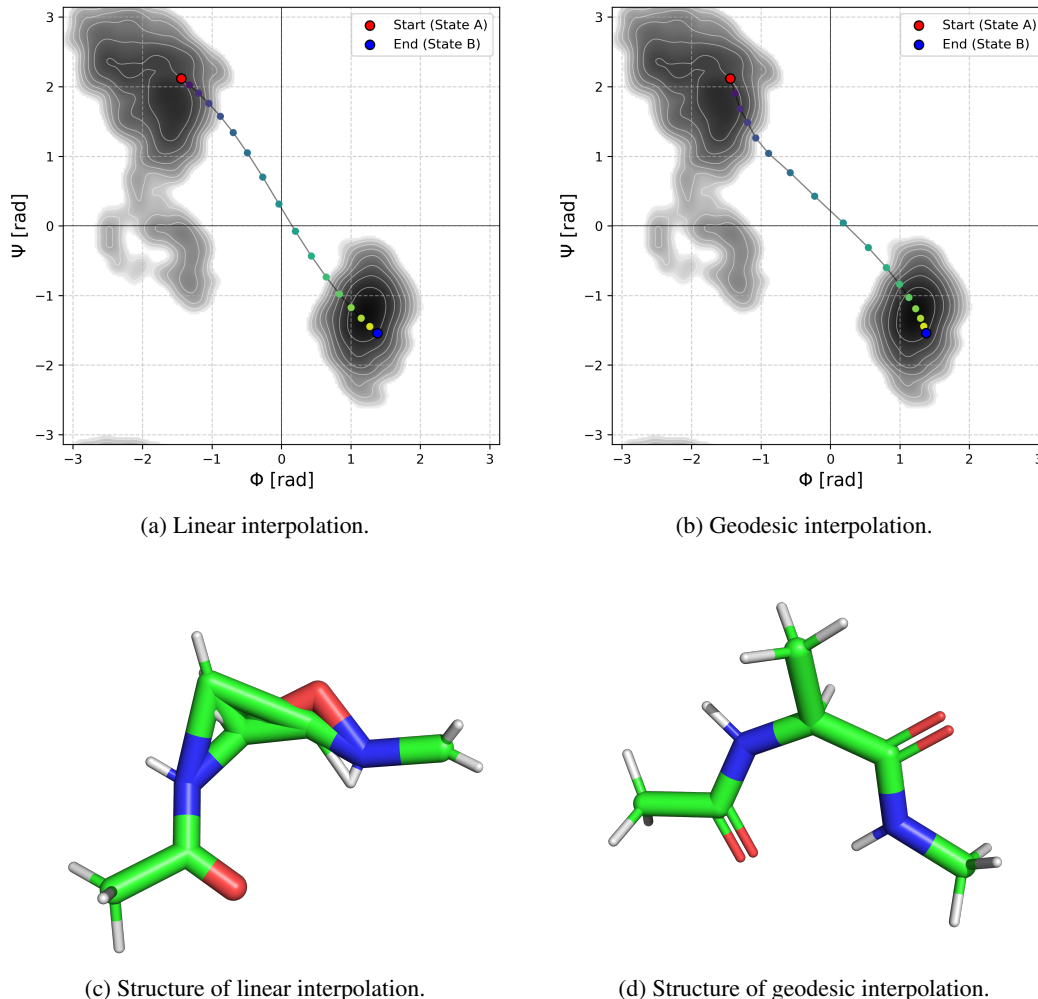 3
2
1
0
−1
−2
−3
Ψ [rad]
Start (State A)
End (State B)
−3 −2 −1 0 1 2 3
Φ [rad]
3
2
1
0
−1
−2
−3
Ψ [rad]
Start (State A)
End (State B)
−3 −2 −1 0 1 2 3
Φ [rad]
(a) Linear interpolation.
(b) Geodesic interpolation.
(c) Structure of linear interpolation.
(d) Structure of geodesic interpolation.